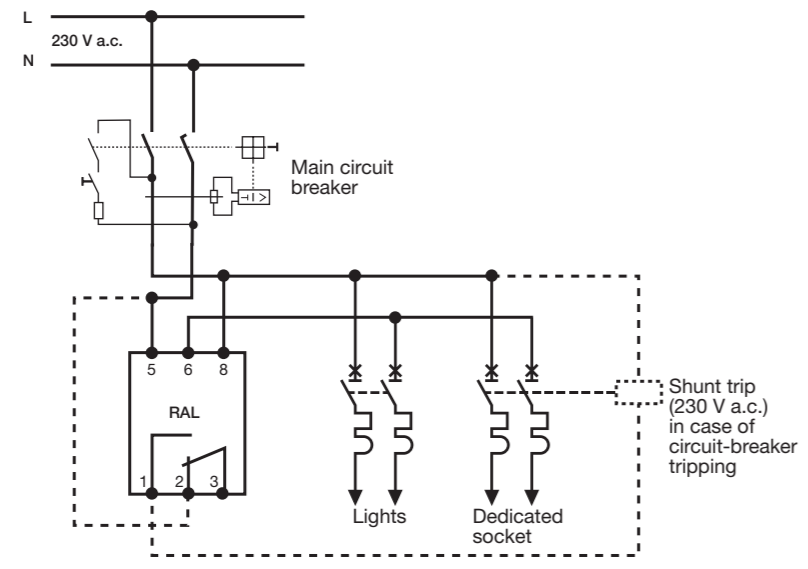 L
230 V a.c.
N
Main circuit
breaker
5 6 8
RAL
1 2 3
Shunt trip
(230 V a.c.)
in case of
circuit-breaker
tripping
Lights
Dedicated
socket